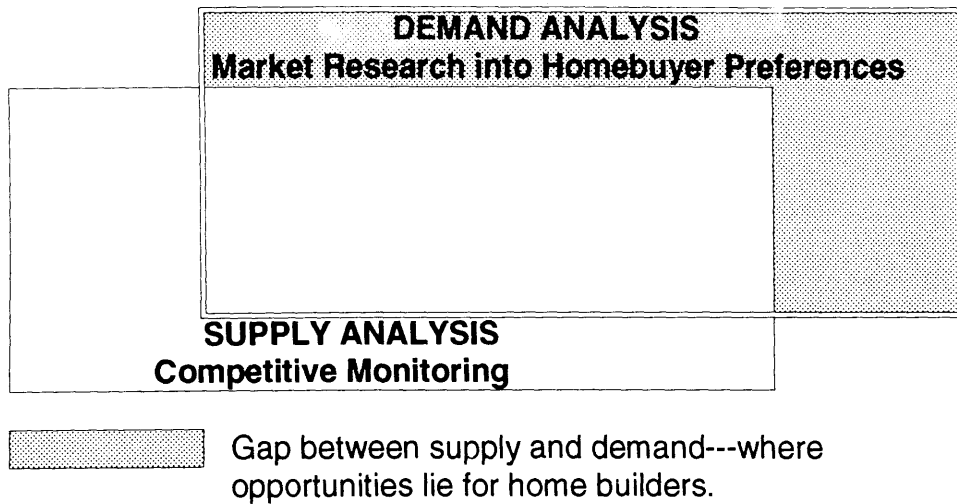 DEMAND ANALYSIS
Market Research into Homebuyer Preferences
SUPPLY ANALYSIS
Competitive Monitoring
Gap between supply and demand---where
opportunities lie for home builders.